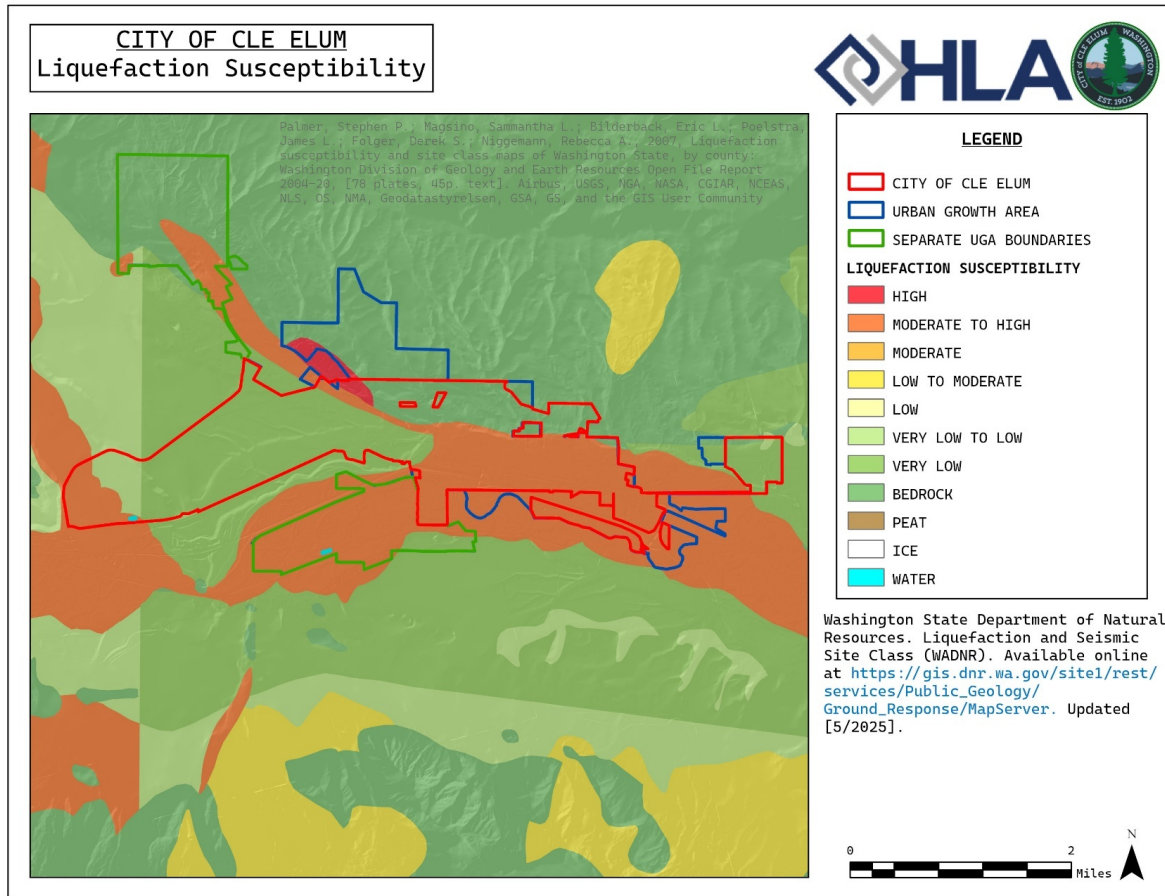 CITY OF CLE ELUM
Liquefaction Susceptibility
HLA
CITY OF CLE ELUM WASHINGTON
EST. 1902
Palmer, Stephen P.; Magsino, Sammantha L.; Bilderback, Eric L.; Poelstra,
James L.; Folger, Derek S.; Niggemann, Rebecca A., 2007, Liquefaction
susceptibility and site class maps of Washington State, by county:
Washington Division of Geology and Earth Resources Open File Report
2004-20, [78 plates, 45p. text]. Airbus, USGS, NGA, NASA, CGIAR, NCEAS,
NLS, OS, NMA, Geodatastyrelsen, GSA, GS, and the GIS User Community
LEGEND
CITY OF CLE ELUM
URBAN GROWTH AREA
SEPARATE UGA BOUNDARIES
LIQUEFACTION SUSCEPTIBILITY
HIGH
MODERATE TO HIGH
MODERATE
LOW TO MODERATE
LOW
VERY LOW TO LOW
VERY LOW
BEDROCK
PEAT
ICE
WATER
Washington State Department of Natural
Resources. Liquefaction and Seismic
Site Class (WADNR). Available online
at https://gis.dnr.wa.gov/site1/rest/
services/Public_Geology/
Ground_Response/MapServer. Updated
[5/2025].
N
0 2
Miles